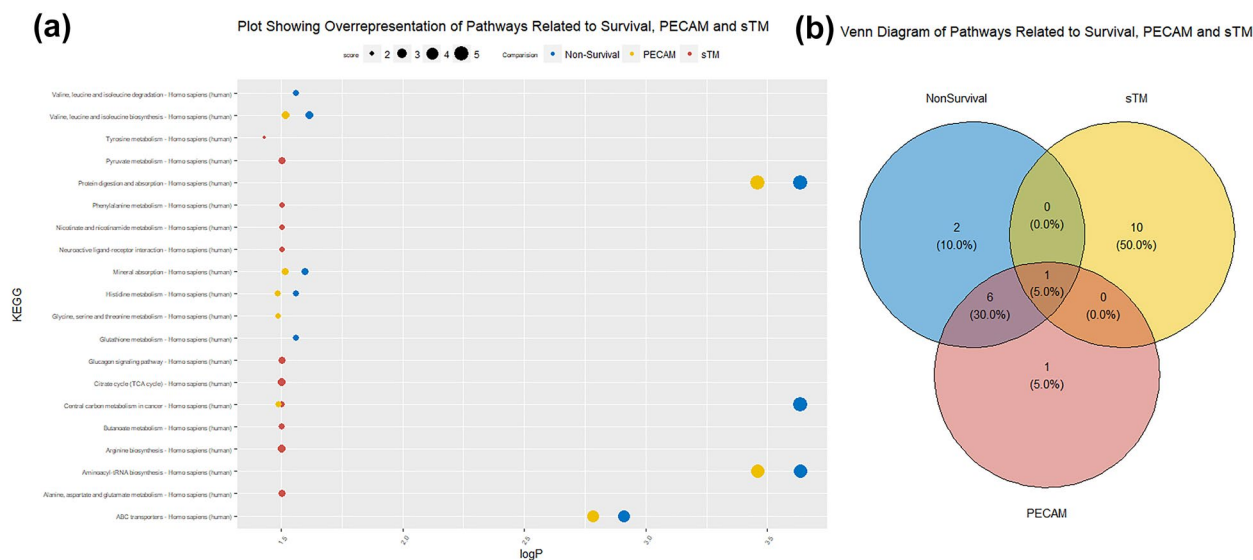 (a)
Plot Showing Overrepresentation of Pathways Related to Survival, PECAM and sTM
score 2 3 4 5 Comparision Non-Survival PECAM sTM
KEGG
Valine, leucine and isoleucine degradation - Homo sapiens (human)
Valine, leucine and isoleucine biosynthesis - Homo sapiens (human)
Tyrosine metabolism - Homo sapiens (human)
Pyruvate metabolism - Homo sapiens (human)
Protein digestion and absorption - Homo sapiens (human)
Phenylalanine metabolism - Homo sapiens (human)
Nicotinate and nicotinamide metabolism - Homo sapiens (human)
Neuroactive ligand-receptor interaction - Homo sapiens (human)
Mineral absorption - Homo sapiens (human)
Histidine metabolism - Homo sapiens (human)
Glycine, serine and threonine metabolism - Homo sapiens (human)
Glutathione metabolism - Homo sapiens (human)
Glucagon signaling pathway - Homo sapiens (human)
Citrate cycle (TCA cycle) - Homo sapiens (human)
Central carbon metabolism in cancer - Homo sapiens (human)
Butanoate metabolism - Homo sapiens (human)
Arginine biosynthesis - Homo sapiens (human)
Aminoacyl-tRNA biosynthesis - Homo sapiens (human)
Alanine, aspartate and glutamate metabolism - Homo sapiens (human)
ABC transporters - Homo sapiens (human)
1.5 2.0 2.5 3.0 3.5
logP
(b)
Venn Diagram of Pathways Related to Survival, PECAM and sTM
NonSurvival
sTM
2
(10.0%)
0
(0.0%)
10
(50.0%)
6
(30.0%)
1
(5.0%)
0
(0.0%)
1
(5.0%)
PECAM